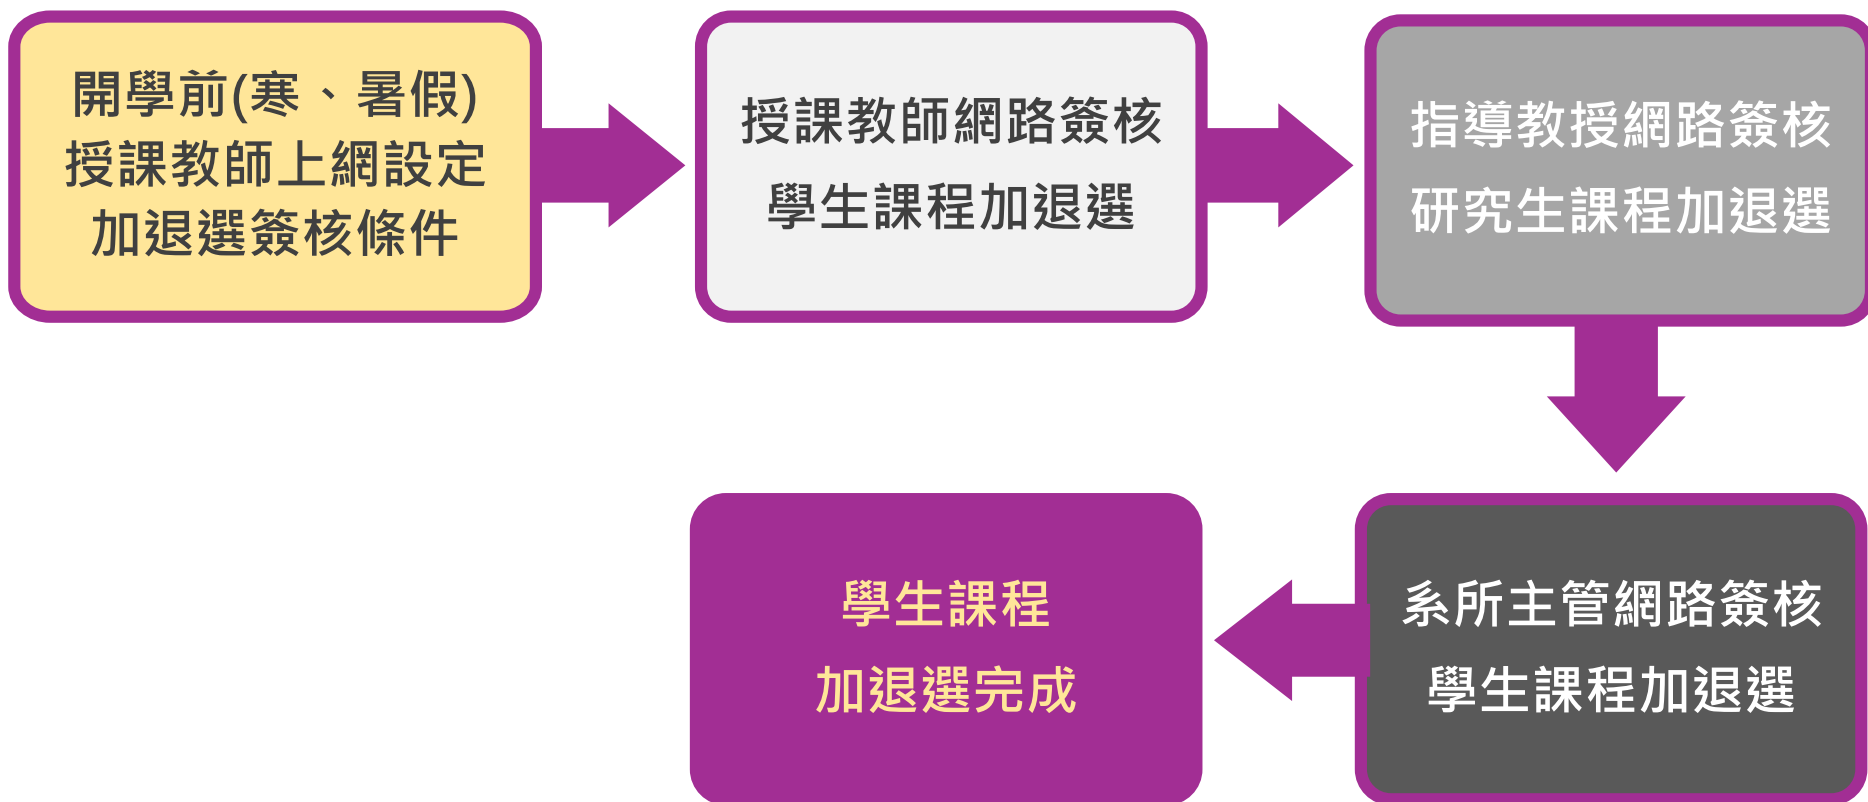 開學前(寒、暑假)
授課教師上網設定
加退選簽核條件
授課教師網路簽核
學生課程加退選
指導教授網路簽核
研究生課程加退選
系所主管網路簽核
學生課程加退選
學生課程
加退選完成